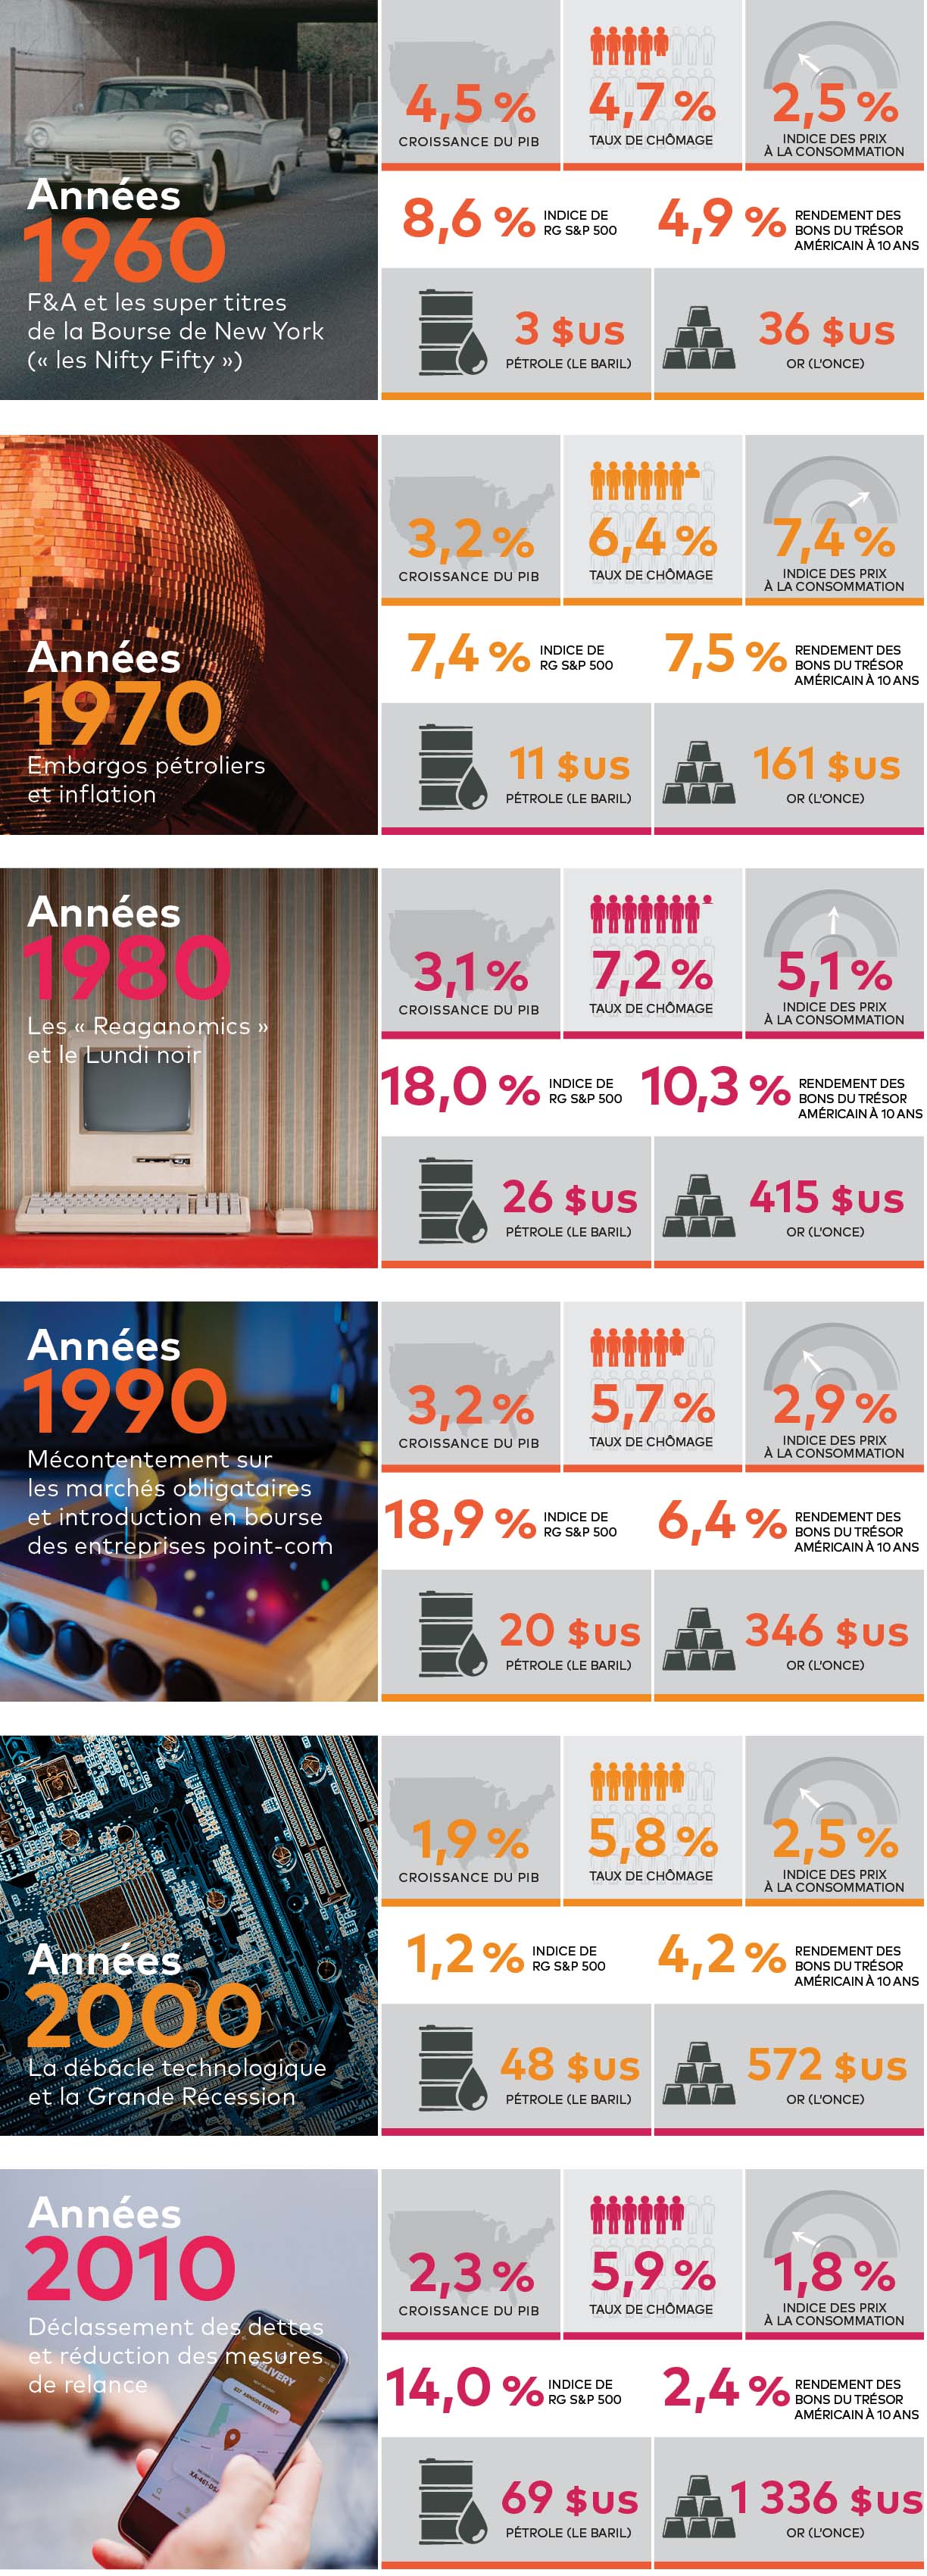 Années
1960
F&A et les super titres
de la Bourse de New York
(« les Nifty Fifty »)
4,5 %
CROISSANCE DU PIB
4,7 %
TAUX DE CHÔMAGE
2,5 %
INDICE DES PRIX
À LA CONSOMMATION
8,6 %
INDICE DE
RG S&P 500
4,9 %
RENDEMENT DES
BONS DU TRÉSOR
AMÉRICAIN À 10 ANS
3 $US
PÉTROLE (LE BARIL)
36 $US
OR (L'ONCE)
Années
1970
Embargos pétroliers
et inflation
3,2 %
CROISSANCE DU PIB
6,4 %
TAUX DE CHÔMAGE
7,4 %
INDICE DES PRIX
À LA CONSOMMATION
7,4 %
INDICE DE
RG S&P 500
7,5 %
RENDEMENT DES
BONS DU TRÉSOR
AMÉRICAIN À 10 ANS
11 $US
PÉTROLE (LE BARIL)
161 $US
OR (L'ONCE)
Années
1980
Les « Reaganomics »
et le Lundi noir
3,1 %
CROISSANCE DU PIB
7,2 %
TAUX DE CHÔMAGE
5,1 %
INDICE DES PRIX
À LA CONSOMMATION
18,0 %
INDICE DE
RG S&P 500
10,3 %
RENDEMENT DES
BONS DU TRÉSOR
AMÉRICAIN À 10 ANS
26 $US
PÉTROLE (LE BARIL)
415 $US
OR (L'ONCE)
Années
1990
Mécontentement sur
les marchés obligataires
et introduction en bourse
des entreprises point-com
3,2 %
CROISSANCE DU PIB
5,7 %
TAUX DE CHÔMAGE
2,9 %
INDICE DES PRIX
À LA CONSOMMATION
18,9 %
INDICE DE
RG S&P 500
6,4 %
RENDEMENT DES
BONS DU TRÉSOR
AMÉRICAIN À 10 ANS
20 $US
PÉTROLE (LE BARIL)
346 $US
OR (L'ONCE)
Années
2000
La débâcle technologique
et la Grande Récession
1,9 %
CROISSANCE DU PIB
5,8 %
TAUX DE CHÔMAGE
2,5 %
INDICE DES PRIX
À LA CONSOMMATION
1,2 %
INDICE DE
RG S&P 500
4,2 %
RENDEMENT DES
BONS DU TRÉSOR
AMÉRICAIN À 10 ANS
48 $US
PÉTROLE (LE BARIL)
572 $US
OR (L'ONCE)
Années
2010
Déclassement des dettes
et réduction des mesures
de relance
DELIVERY
2,3 %
CROISSANCE DU PIB
5,9 %
TAUX DE CHÔMAGE
1,8 %
INDICE DES PRIX
À LA CONSOMMATION
14,0 %
INDICE DE
RG S&P 500
2,4 %
RENDEMENT DES
BONS DU TRÉSOR
AMÉRICAIN À 10 ANS
69 $US
PÉTROLE (LE BARIL)
1 336 $US
OR (L'ONCE)